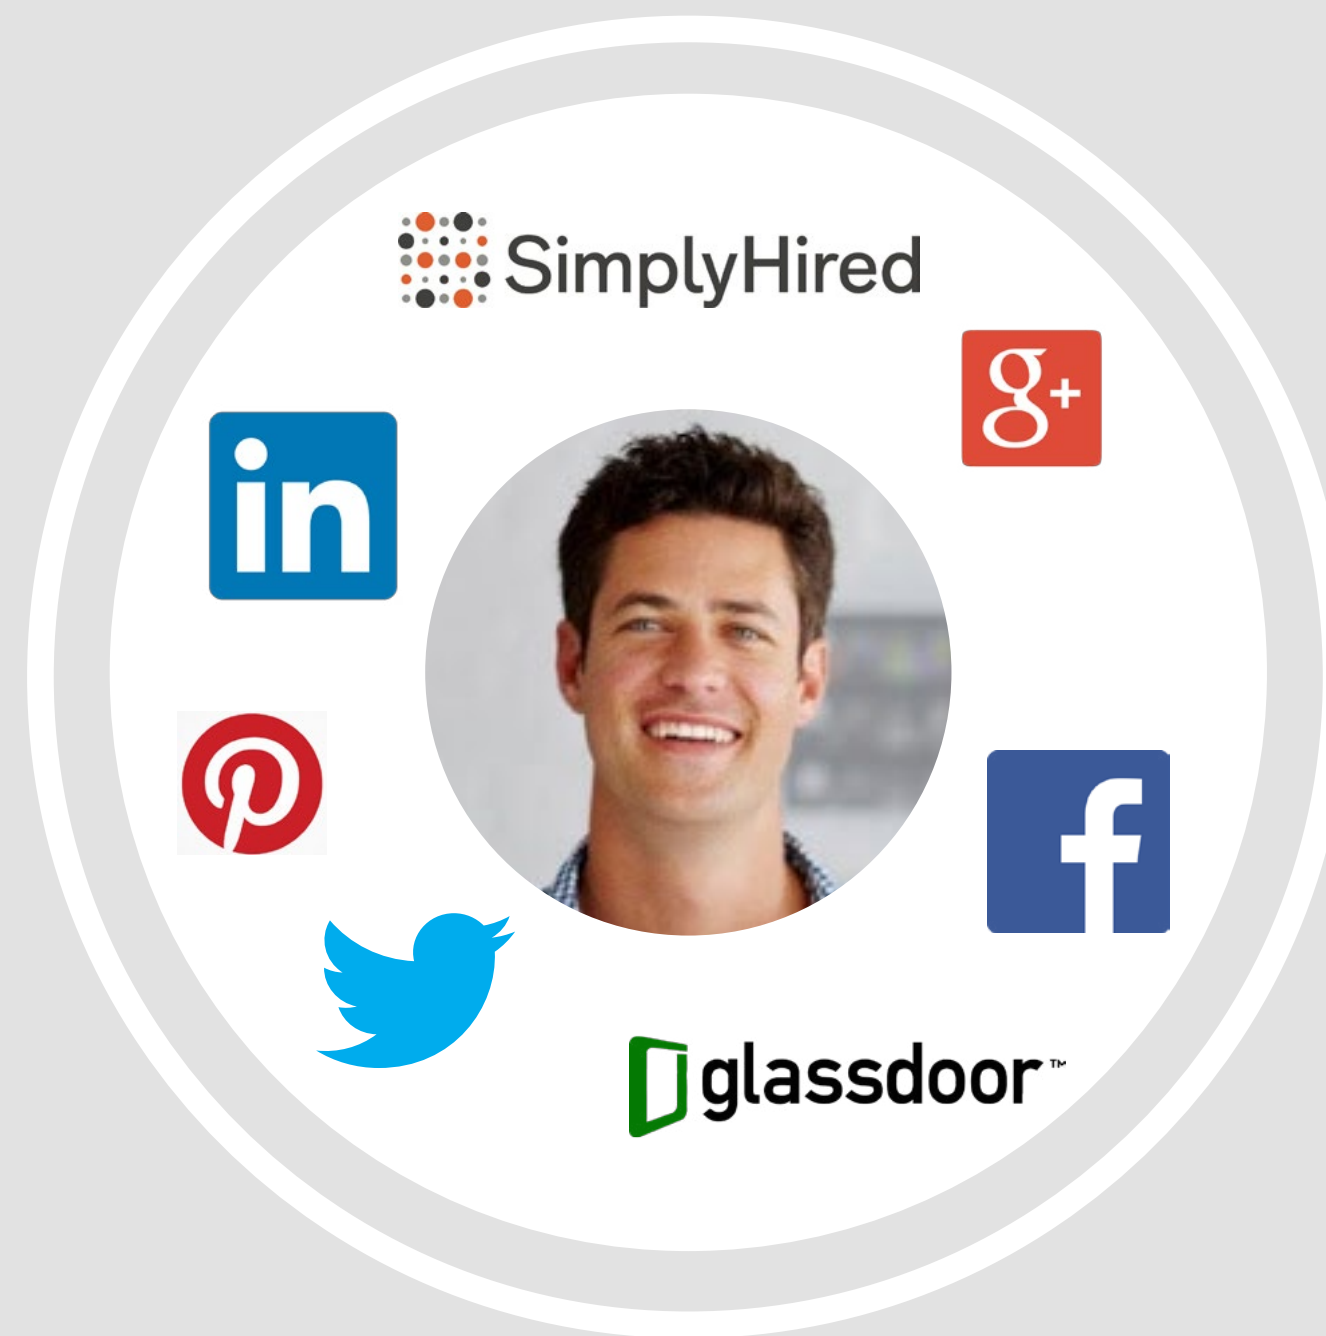 SimplyHired
g+
in
p
f
glassdoor™